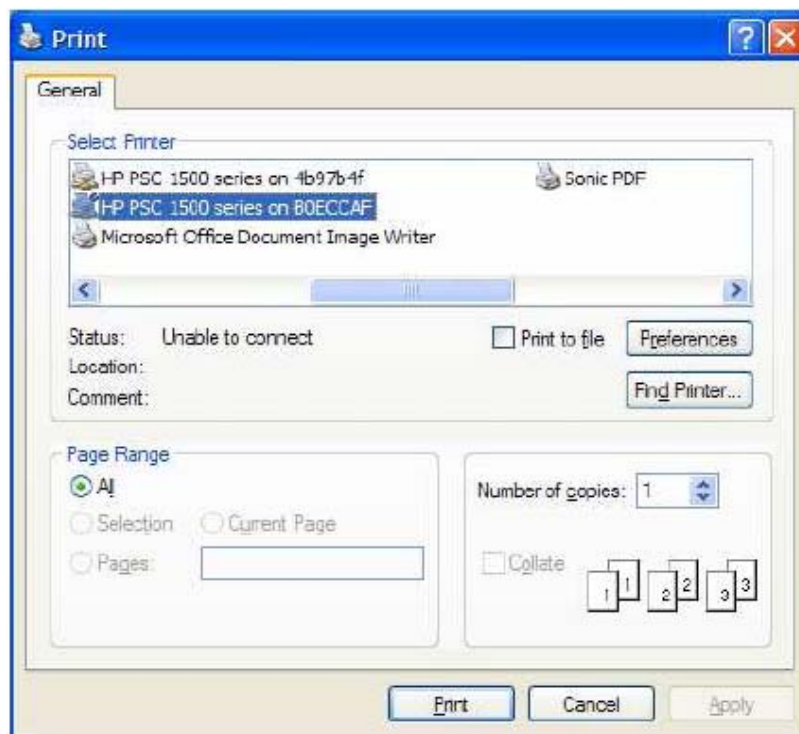 Print
General
Select Printer
HP PSC 1500 series on 4b97b4f
Sonic PDF
HP PSC 1500 series on B0ECCAF
Microsoft Office Document Image Writer
Status: Unable to connect
Print to file
Preferences
Location:
Comment:
Find Printer...
Page Range
All
Selection
Current Page
Pages:
Number of copies: 1
Collate
1 1 2 2 3 3
Print
Cancel
Apply